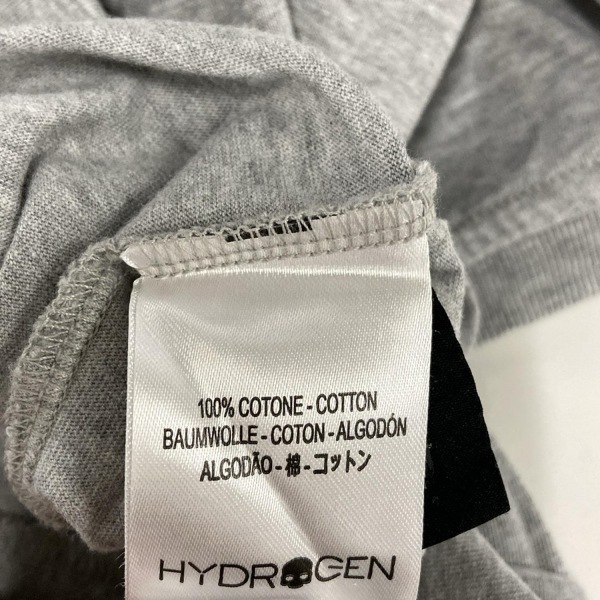 100% COTONE - COTTON
BAUMWOLLE - COTON - ALGODÓN
ALGODÃO - 棉 - コットン
HYDROGEN